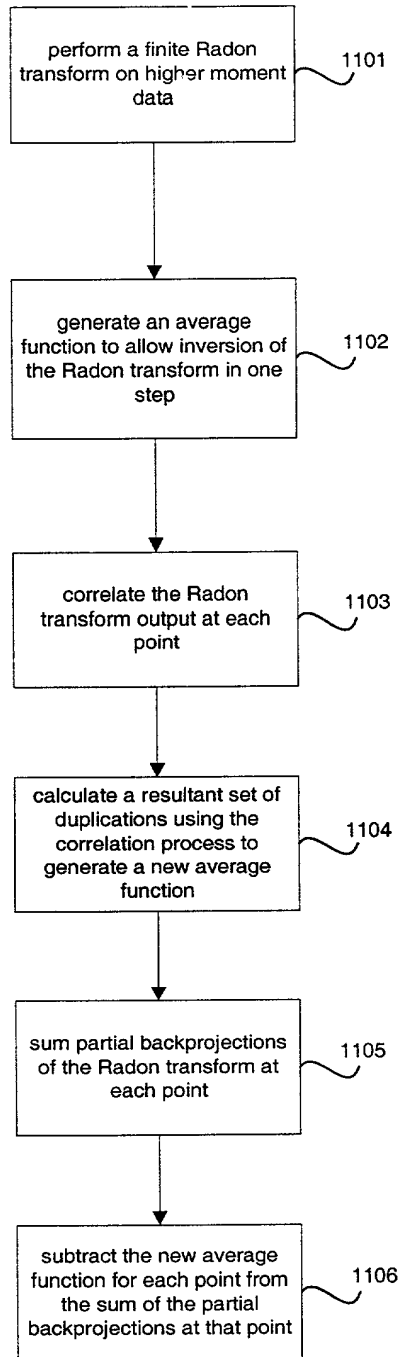 perform a finite Radon
transform on higher moment
data
1101
generate an average
function to allow inversion of
the Radon transform in one
step
1102
correlate the Radon
transform output at each
point
1103
calculate a resultant set of
duplications using the
correlation process to
generate a new average
function
1104
sum partial backprojections
of the Radon transform at
each point
1105
subtract the new average
function for each point from
the sum of the partial
backprojections at that point
1106